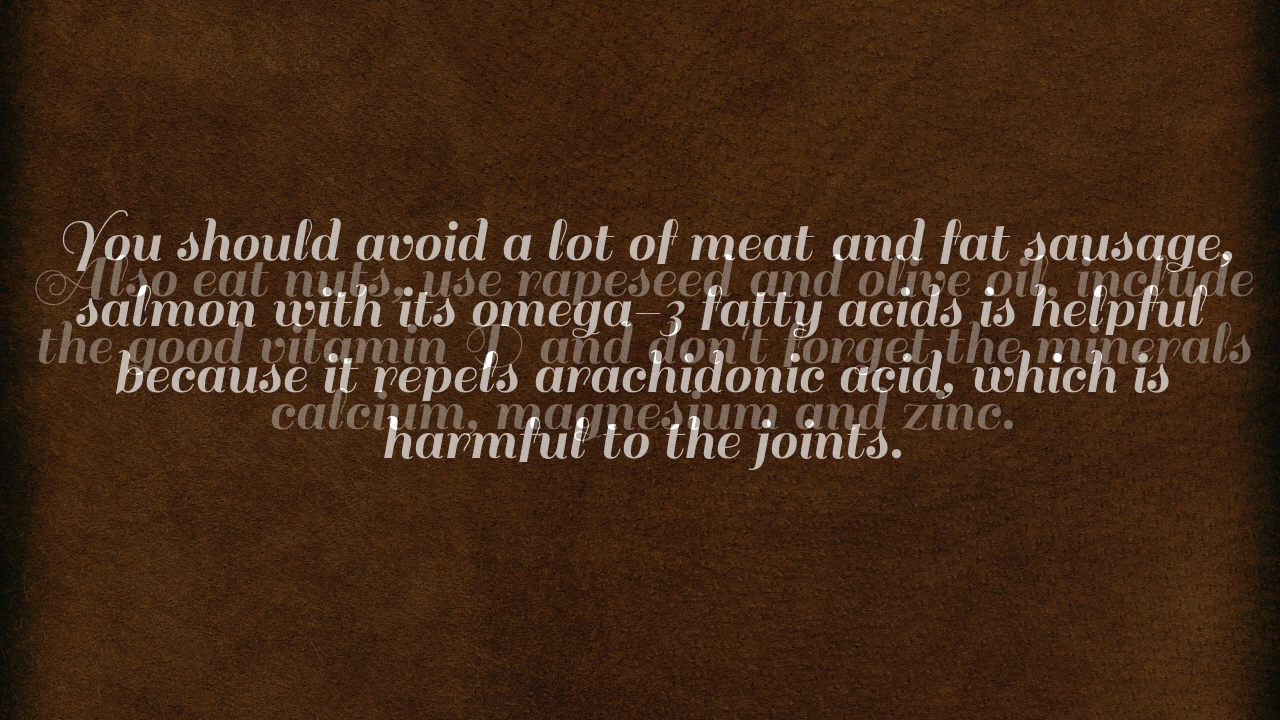 You should avoid a lot of meat and fat sausage,
salmon with its omega-3 fatty acids is helpful
because it repels arachidonic acid, which is
harmful to the joints.
Also eat nuts, use rapeseed and olive oil, include
the good vitamin D and don't forget the minerals
calcium, magnesium and zinc.